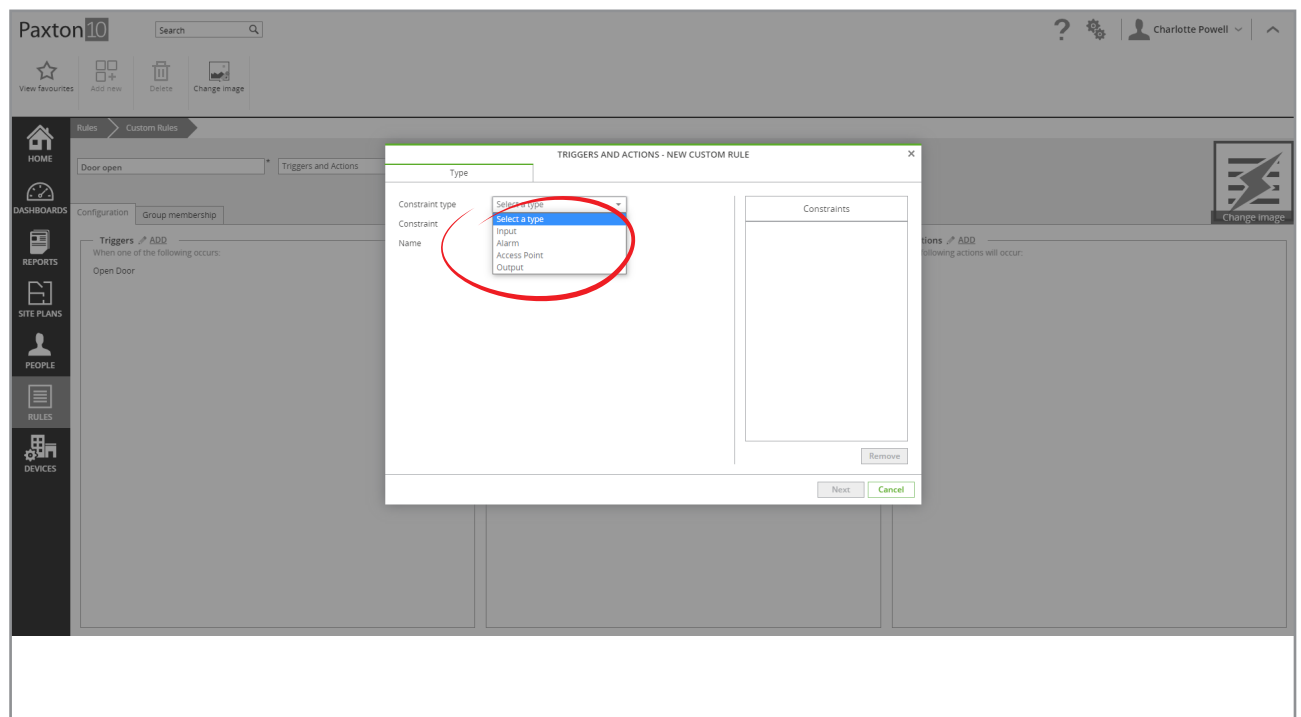 Paxton10
Search
Charlotte Powell
View favourites
Add new
Delete
Change image
HOME
DASHBOARDS
REPORTS
SITE PLANS
PEOPLE
RULES
DEVICES
Rules
Custom Rules
Door open
*
Triggers and Actions
Change image
Configuration
Group membership
Triggers ADD
When one of the following occurs:
Open Door
tions ADD
ollowing actions will occur:
TRIGGERS AND ACTIONS - NEW CUSTOM RULE
Type
Constraint type
Select a type
Constraint
Name
Select a type
Input
Alarm
Access Point
Output
Constraints
Remove
Next
Cancel